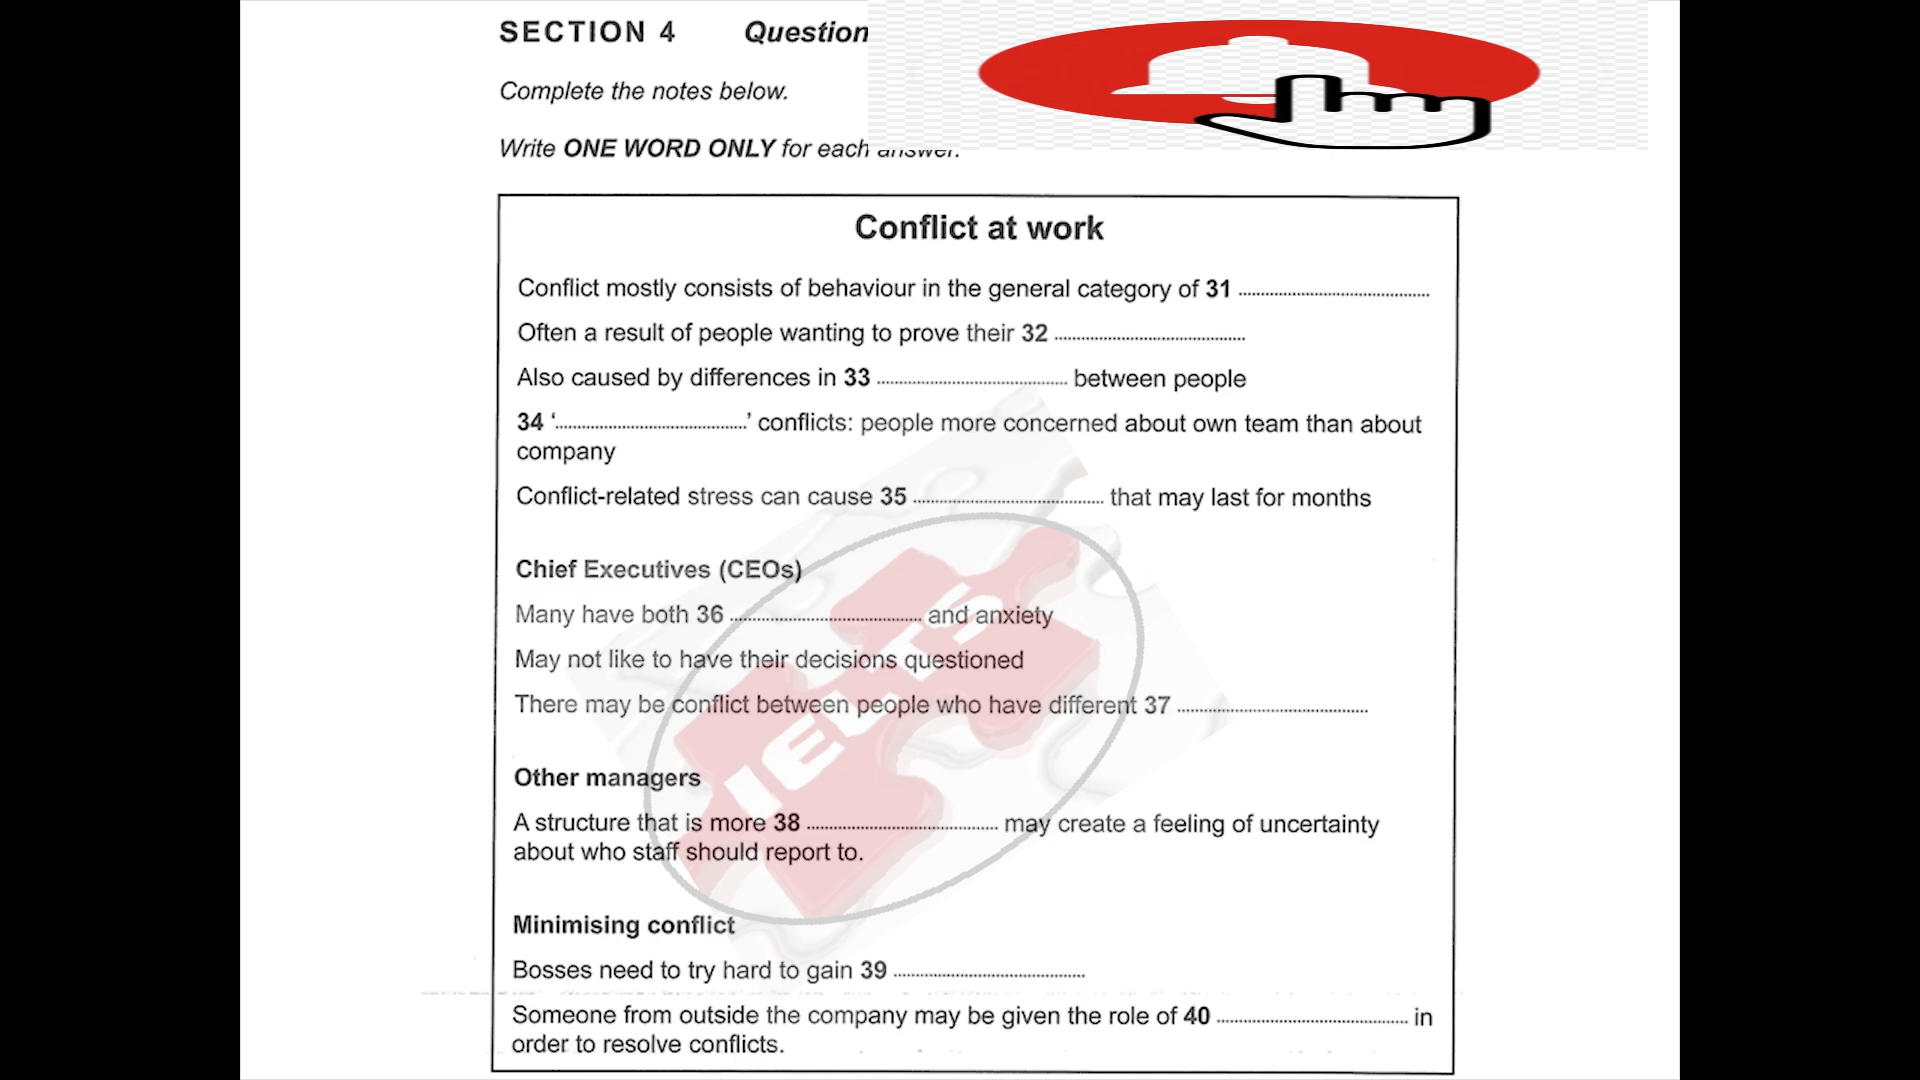 SECTION 4 Question
Complete the notes below.
Write ONE WORD ONLY for each answer.
Conflict at work
Conflict mostly consists of behaviour in the general category of 31 ................................
Often a result of people wanting to prove their 32 ................................
Also caused by differences in 33 ................................ between people
34 ‘................................’ conflicts: people more concerned about own team than about
company
Conflict-related stress can cause 35 ................................ that may last for months
Chief Executives (CEOs)
Many have both 36 ................................ and anxiety
May not like to have their decisions questioned
There may be conflict between people who have different 37 ................................
IELTS
Other managers
A structure that is more 38 ................................ may create a feeling of uncertainty
about who staff should report to.
Minimising conflict
Bosses need to try hard to gain 39 ................................
Someone from outside the company may be given the role of 40 ................................ in
order to resolve conflicts.